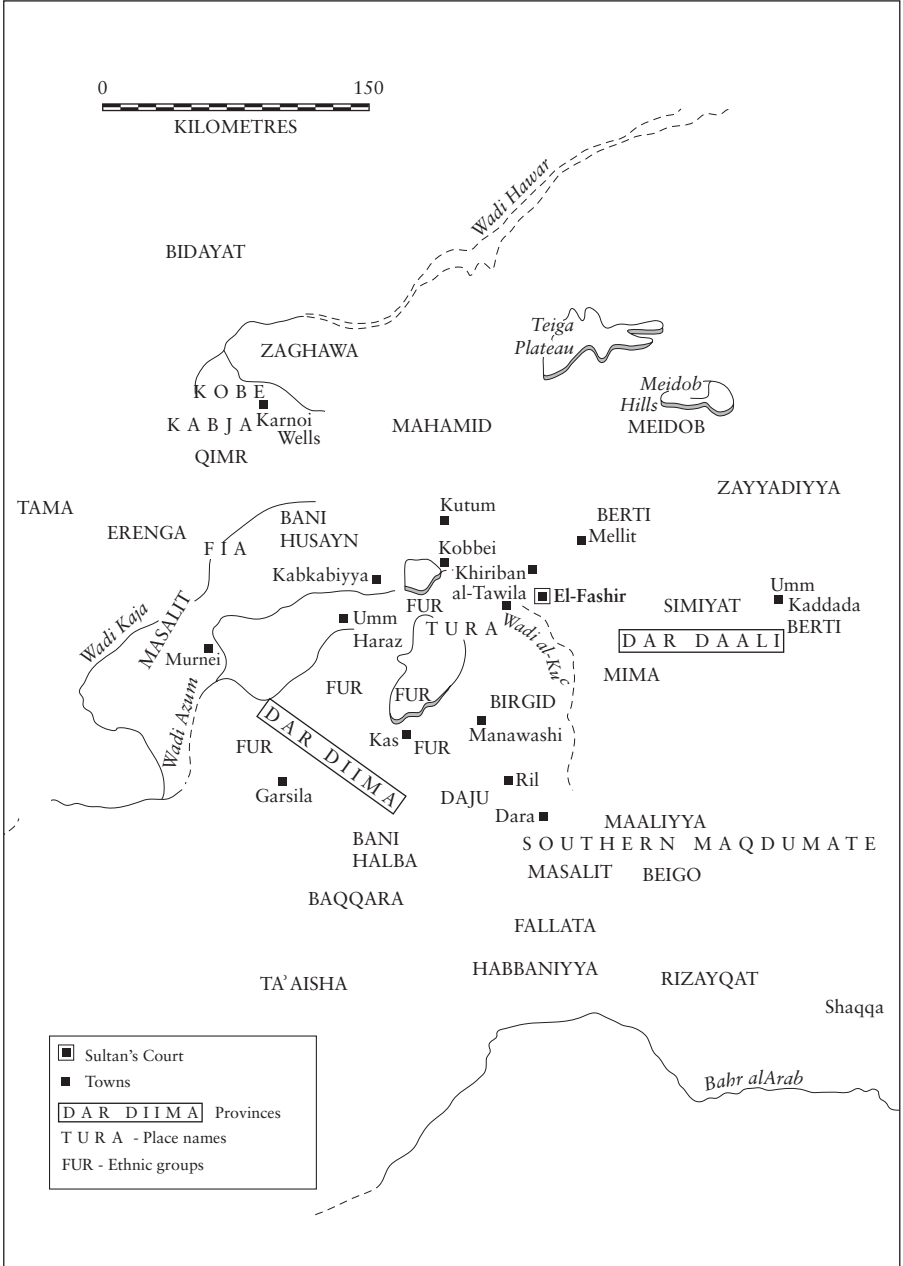 0 150
KILOMETRES
Wadi Hawar
BIDAYAT
Teiga
Plateau
ZAGHAWA
Meidob
Hills
K O B E
MEIDOB
K A B J A
Karnoi
Wells
MAHAMID
QIMR
ZAYYADIYYA
TAMA
Kutum
BERTI
Mellit
ERENGA
BANI
HUSAYN
F I A
Kobbei
Khiriban
Kabkabiyya
al-Tawila
El-Fashir
Umm
Kaddada
BERTI
SIMIYAT
FUR
MASALIT
Wadi Kaja
Umm
Haraz
T U R A
Wadi al-Kuᶜ
D A R D A A L I
Murnei
MIMA
FUR
FUR
BIRGID
Manawashi
Wadi Azum
D A R D I I M A
FUR
Kas
FUR
Garsila
Ril
DAJU
Dara
MAALIYYA
S O U T H E R N M A Q D U M A T E
BANI
HALBA
MASALIT
BEIGO
BAQQARA
FALLATA
HABBANIYYA
TAʾAISHA
RIZAYQAT
Shaqqa
Bahr alArab
Sultan's Court
Towns
D A R D I I M A Provinces
T U R A - Place names
FUR - Ethnic groups